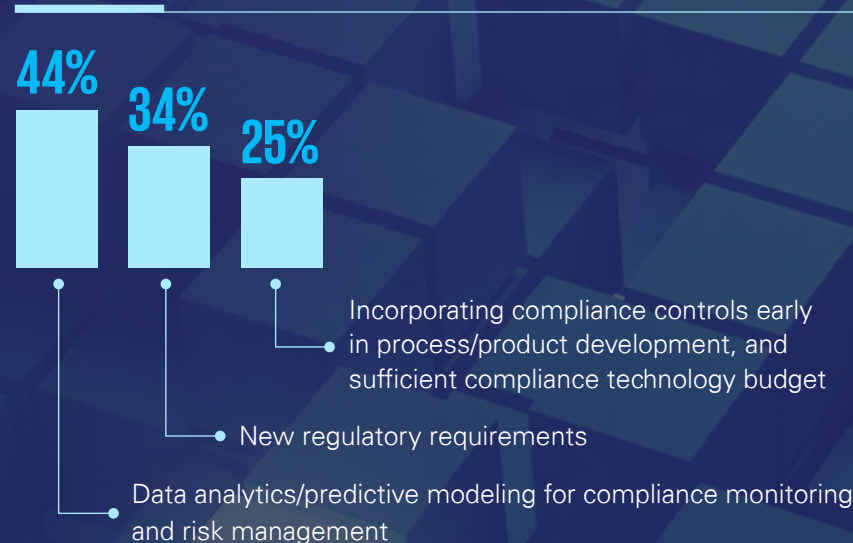 44%
34%
25%
Incorporating compliance controls early
in process/product development, and
sufficient compliance technology budget
New regulatory requirements
Data analytics/predictive modeling for compliance monitoring
and risk management